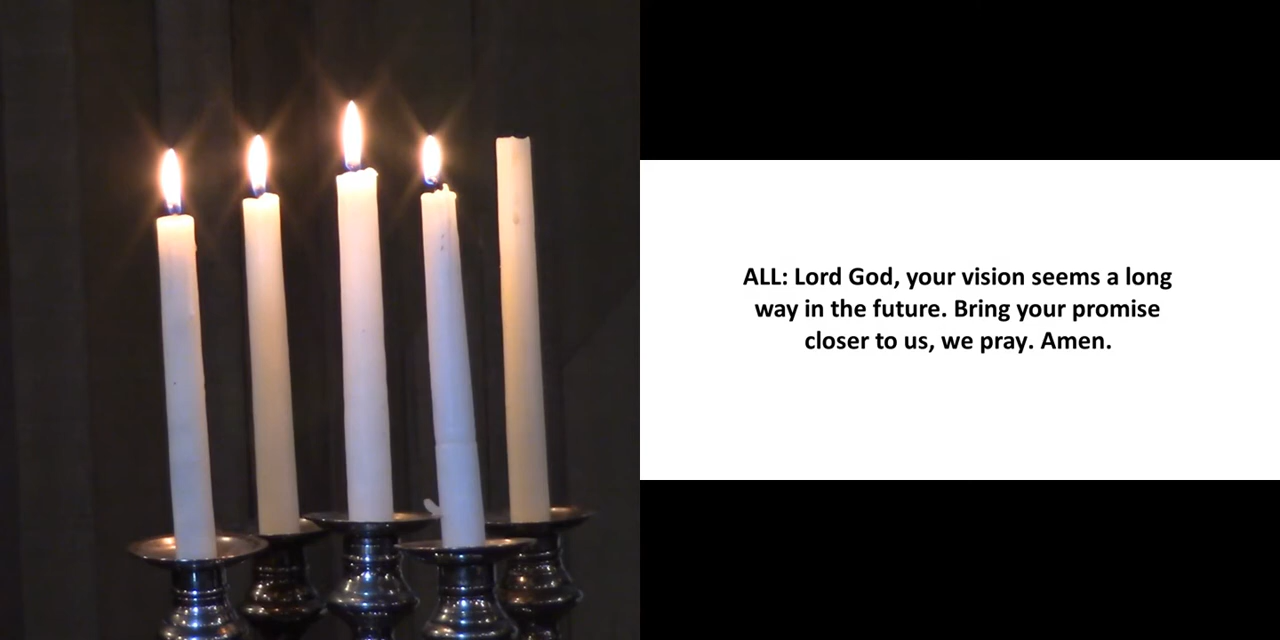 ALL: Lord God, your vision seems a long
way in the future. Bring your promise
closer to us, we pray. Amen.